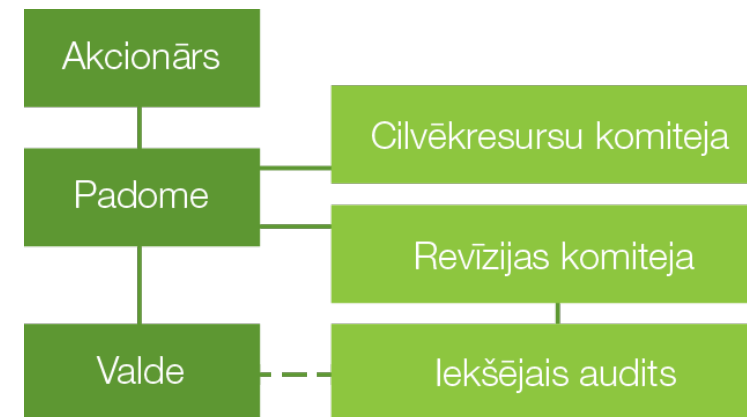 Akcionārs
Cilvēkresursu komiteja
Padome
Revīzijas komiteja
Valde
Iekšējais audits